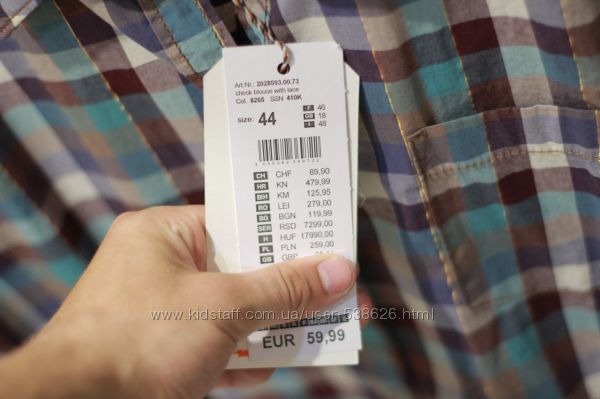 Art.Nr.: 2028593.00.73
check blouse with lace
Col. 8265 SSN 410K
size: 44
F 46
GB 18
I 48
CH CHF 89,90
HR KN 479,99
BIH KM 125,95
RO LEI 279,00
BO BGN 119,99
SER RSD 7299,00
H HUF 17990,00
PL PLN 259,00
GB GBP
www.kidstaff.com.ua/user-538626.html
EUR 59,99